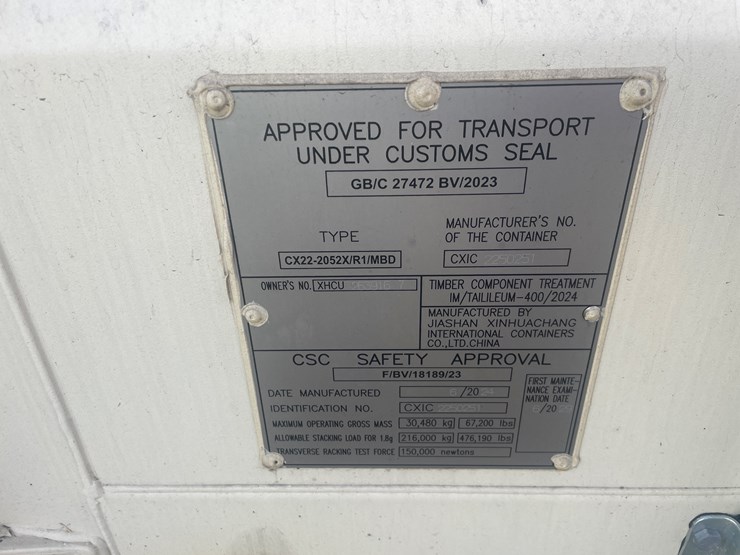 APPROVED FOR TRANSPORT
UNDER CUSTOMS SEAL
GB/C 27472 BV/2023
TYPE
CX22-2052X/R1/MBD
MANUFACTURER'S NO.
OF THE CONTAINER
CXIC
OWNER'S NO. XHCU
TIMBER COMPONENT TREATMENT
IM/TAILILEUM-400/2024
MANUFACTURED BY
JIASHAN XINHUACHANG
INTERNATIONAL CONTAINERS
CO.,LTD.CHINA
CSC SAFETY APPROVAL
F/BV/18189/23
DATE MANUFACTURED
IDENTIFICATION NO. CXIC
MAXIMUM OPERATING GROSS MASS 30,480 kg 67,200 lbs
ALLOWABLE STACKING LOAD FOR 1.8g 216,000 kg 476,190 lbs
TRANSVERSE RACKING TEST FORCE 150,000 newtons
FIRST MAINTE-
NANCE EXAMI-
NATION DATE